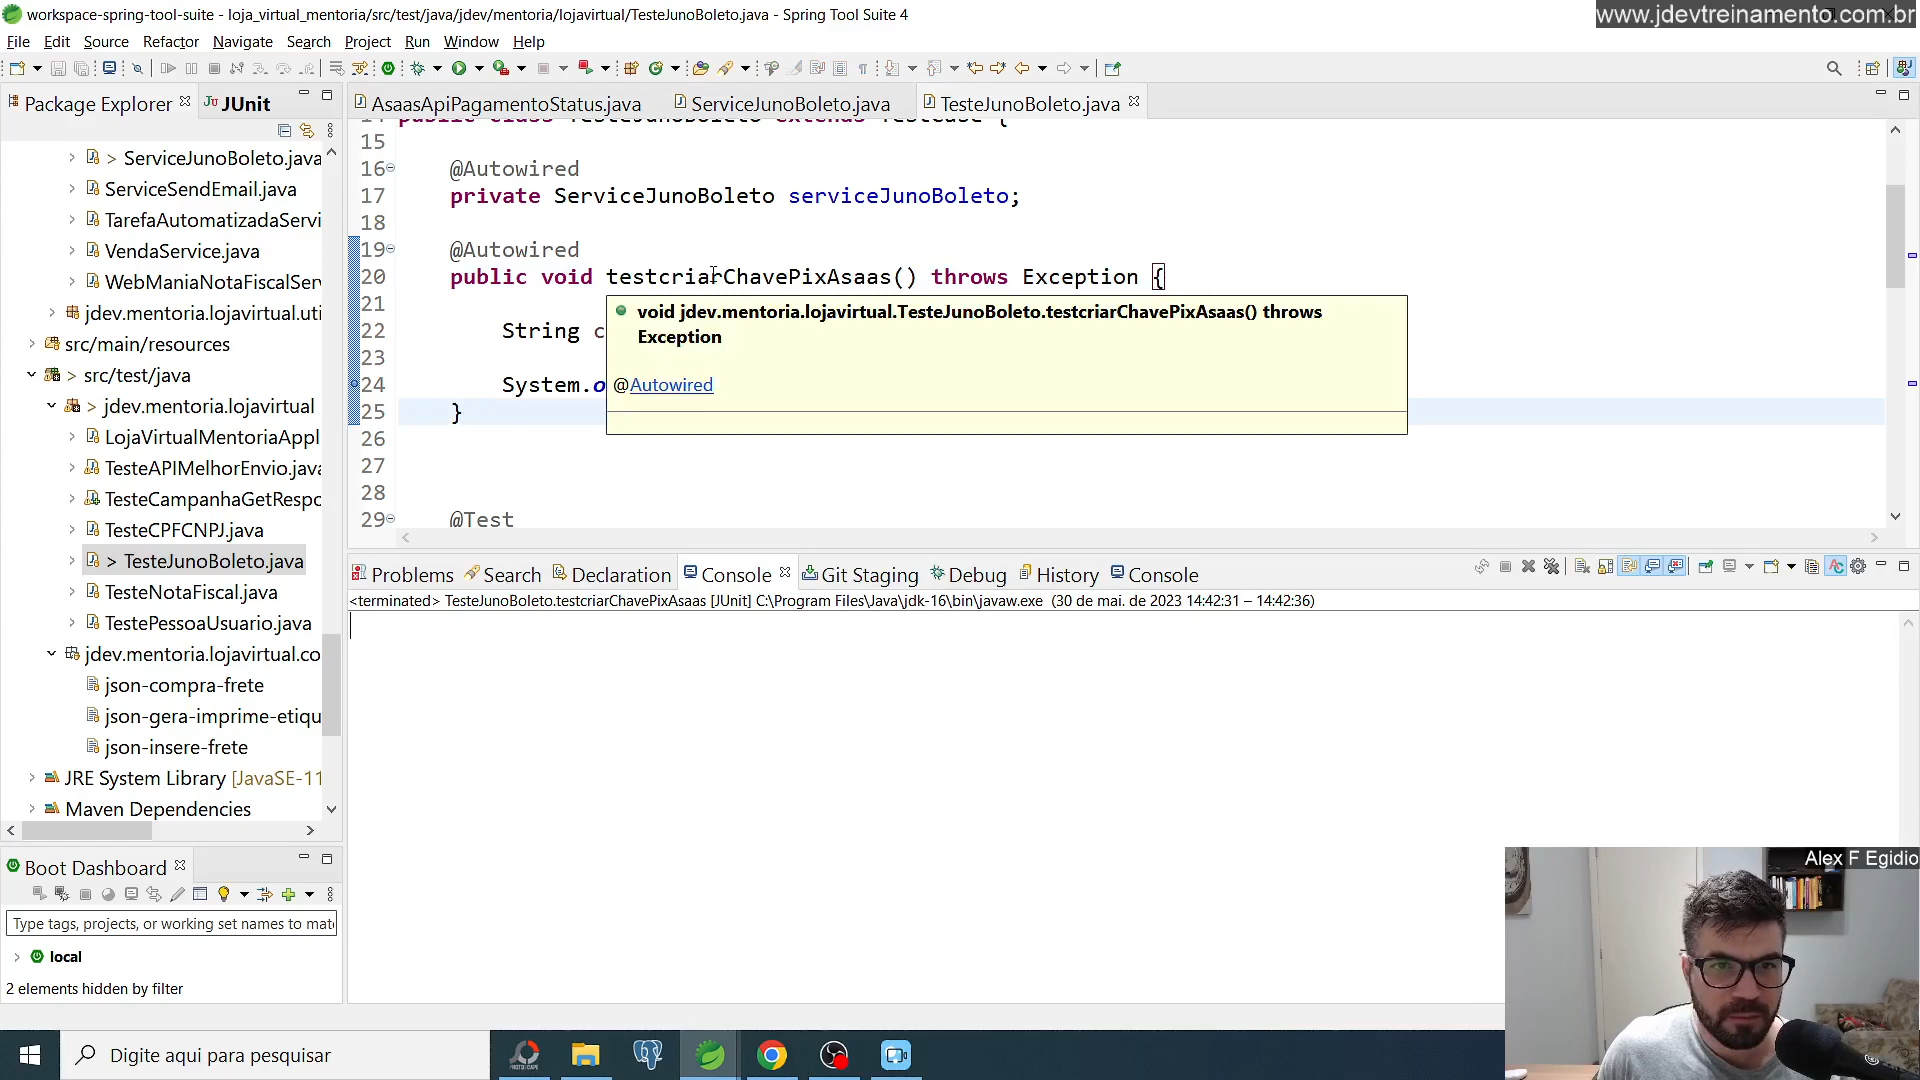 workspace-spring-tool-suite - loja_virtual_mentoria/src/test/java/jdev/mentoria/lojavirtual/TesteJunoBoleto.java - Spring Tool Suite 4
www.jdevtreinamento.com.br
File Edit Source Refactor Navigate Search Project Run Window Help
Package Explorer
JUnit
AsaasApiPagamentoStatus.java
ServiceJunoBoleto.java
TesteJunoBoleto.java
> ServiceJunoBoleto.java
ServiceSendEmail.java
TarefaAutomatizadaServi
VendaService.java
WebManiaNotaFiscalSer
jdev.mentoria.lojavirtual.uti
src/main/resources
> src/test/java
> jdev.mentoria.lojavirtual
LojaVirtualMentoriaAppl
TesteAPIMelhorEnvio.java
TesteCampanhaGetRespo
TesteCPFCNPJ.java
> TesteJunoBoleto.java
TesteNotaFiscal.java
TestePessoaUsuario.java
jdev.mentoria.lojavirtual.co
json-compra-frete
json-gera-imprime-etiqu
json-insere-frete
JRE System Library [JavaSE-11
Maven Dependencies
14 public class TesteJunoBoleto extends TestCase {
15
16 @Autowired
17 private ServiceJunoBoleto serviceJunoBoleto;
18
19 @Autowired
20 public void testcriarChavePixAsaas() throws Exception {
21
22 String c
23
24 System.o
25 }
26
27
28
29 @Test
void jdev.mentoria.lojavirtual.TesteJunoBoleto.testcriarChavePixAsaas() throws
Exception
@Autowired
Problems Search Declaration Console Git Staging Debug History Console
<terminated> TesteJunoBoleto.testcriarChavePixAsaas [JUnit] C:\Program Files\Java\jdk-16\bin\javaw.exe (30 de mai. de 2023 14:42:31 – 14:42:36)
Boot Dashboard
Type tags, projects, or working set names to mat
local
2 elements hidden by filter
Alex F Egidio
Digite aqui para pesquisar